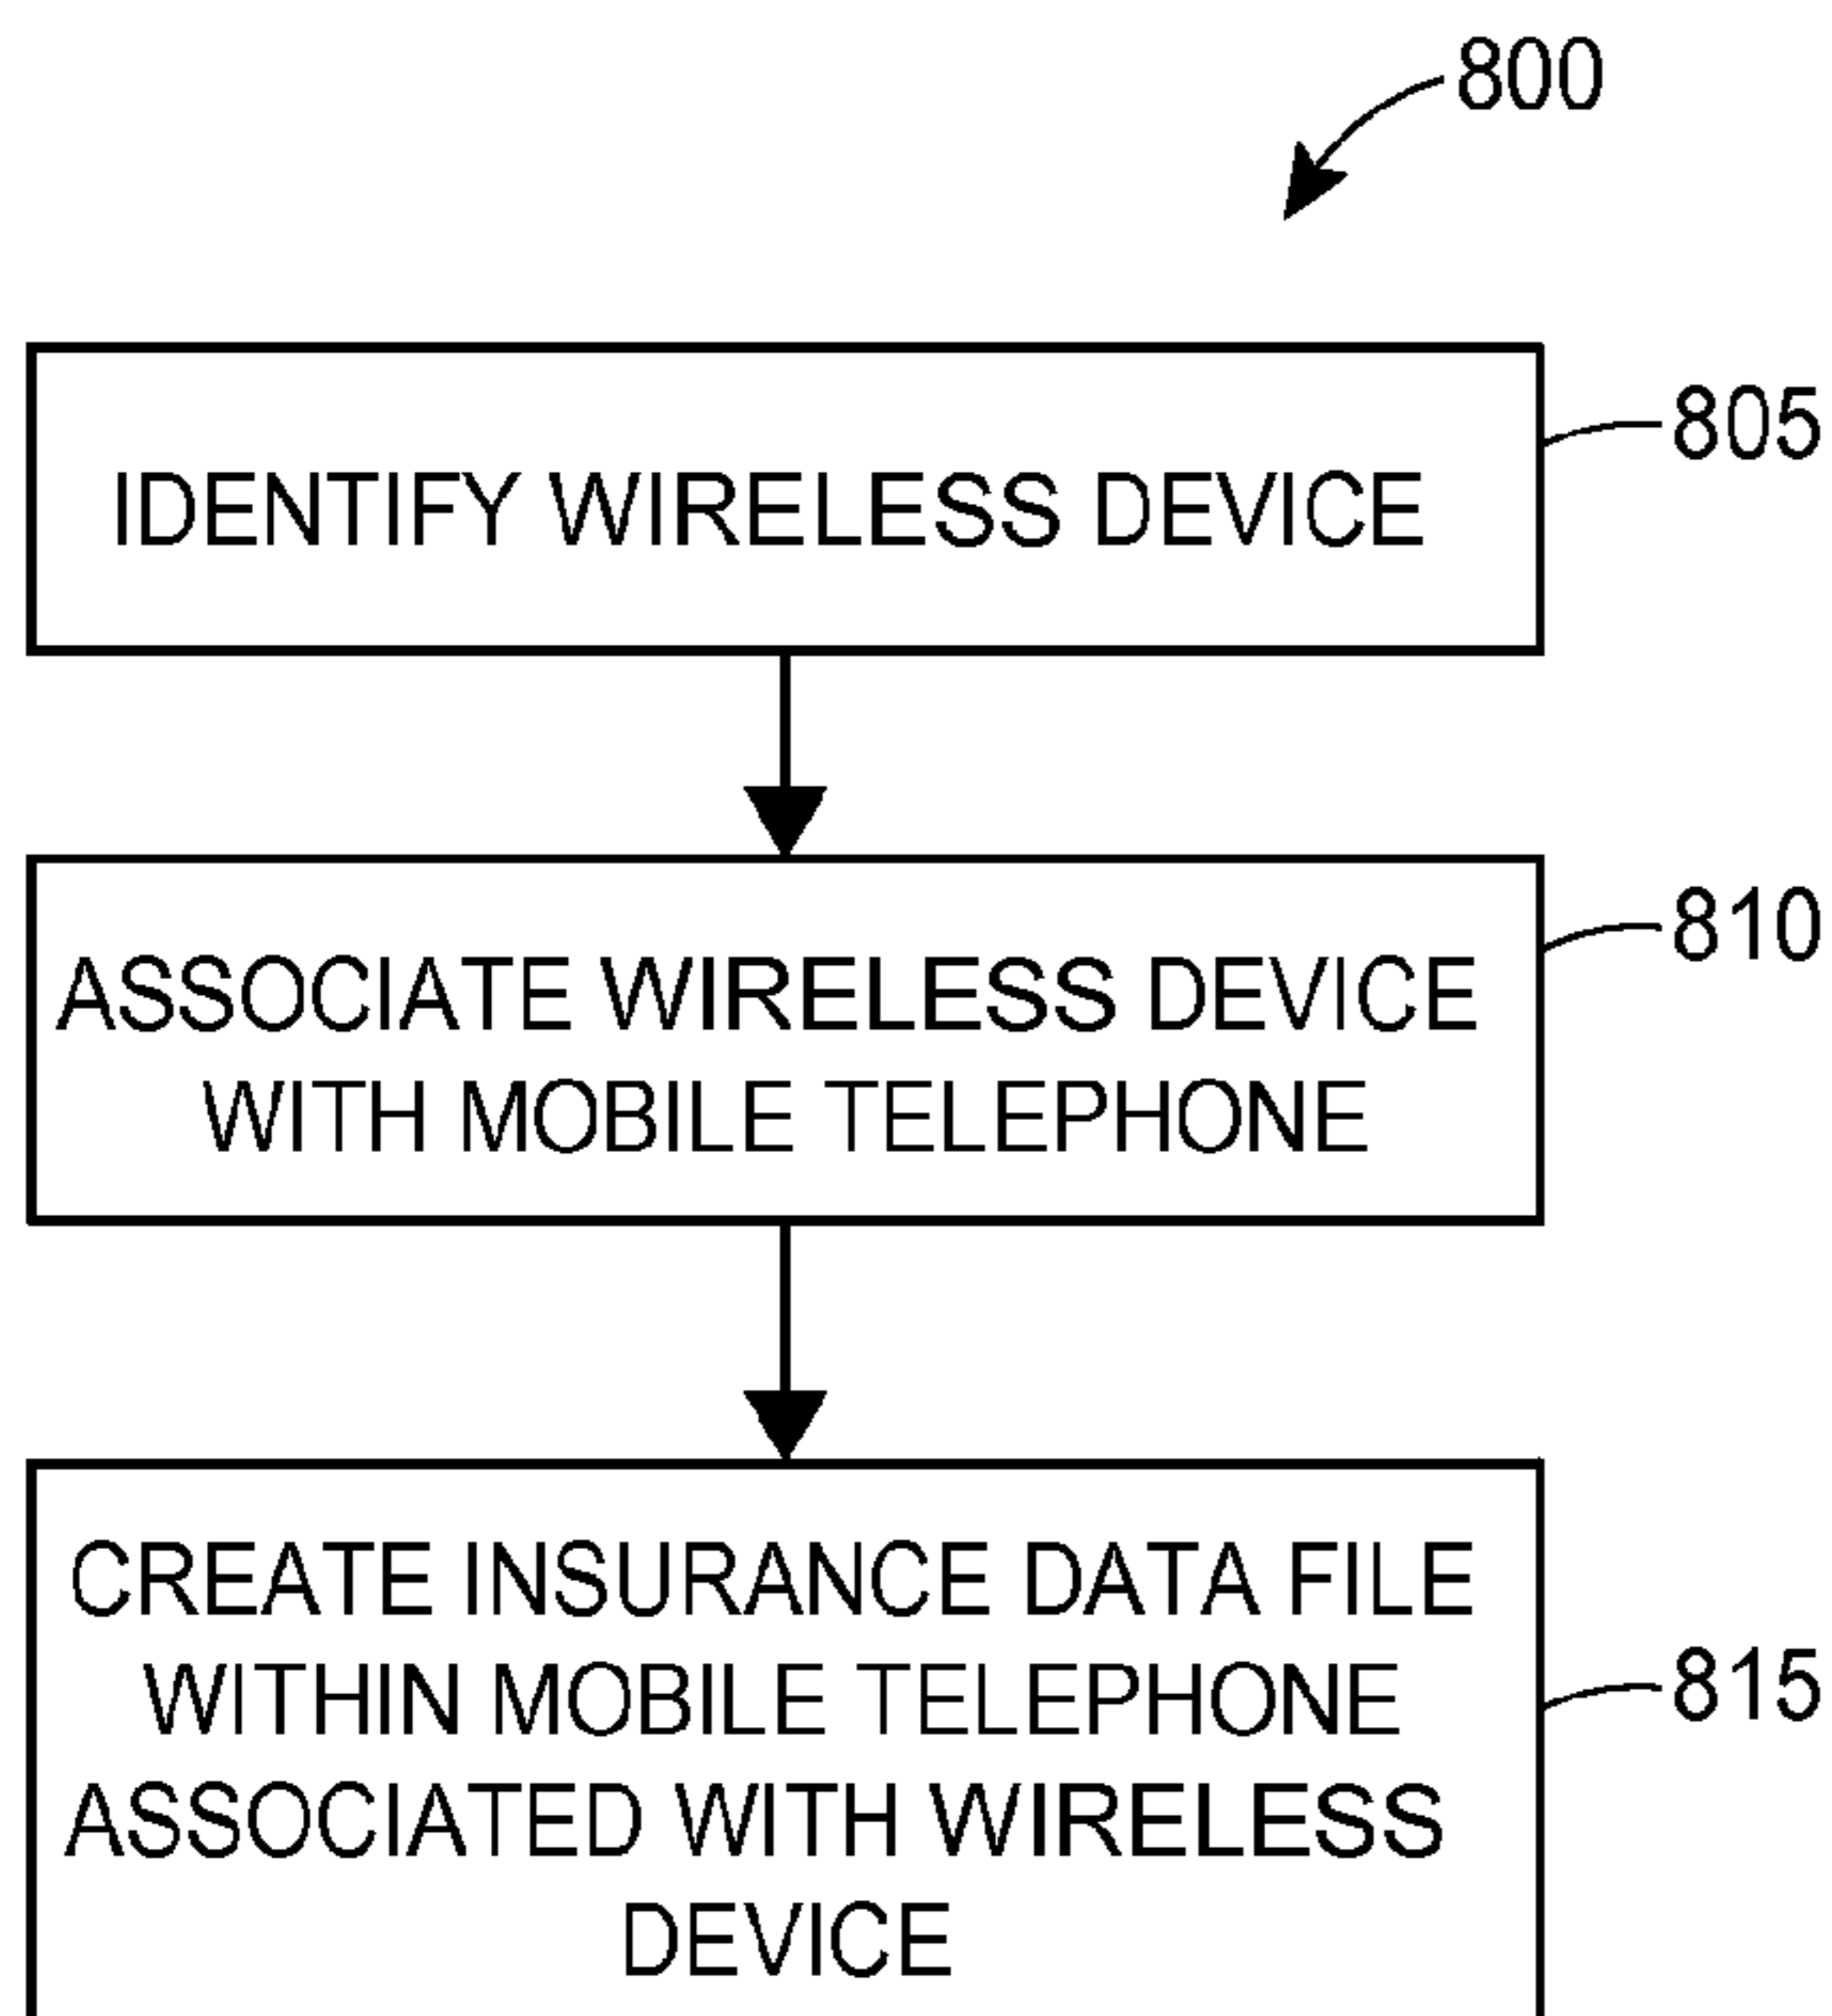 800
805
IDENTIFY WIRELESS DEVICE
810
ASSOCIATE WIRELESS DEVICE
WITH MOBILE TELEPHONE
CREATE INSURANCE DATA FILE
WITHIN MOBILE TELEPHONE
815
ASSOCIATED WITH WIRELESS
DEVICE